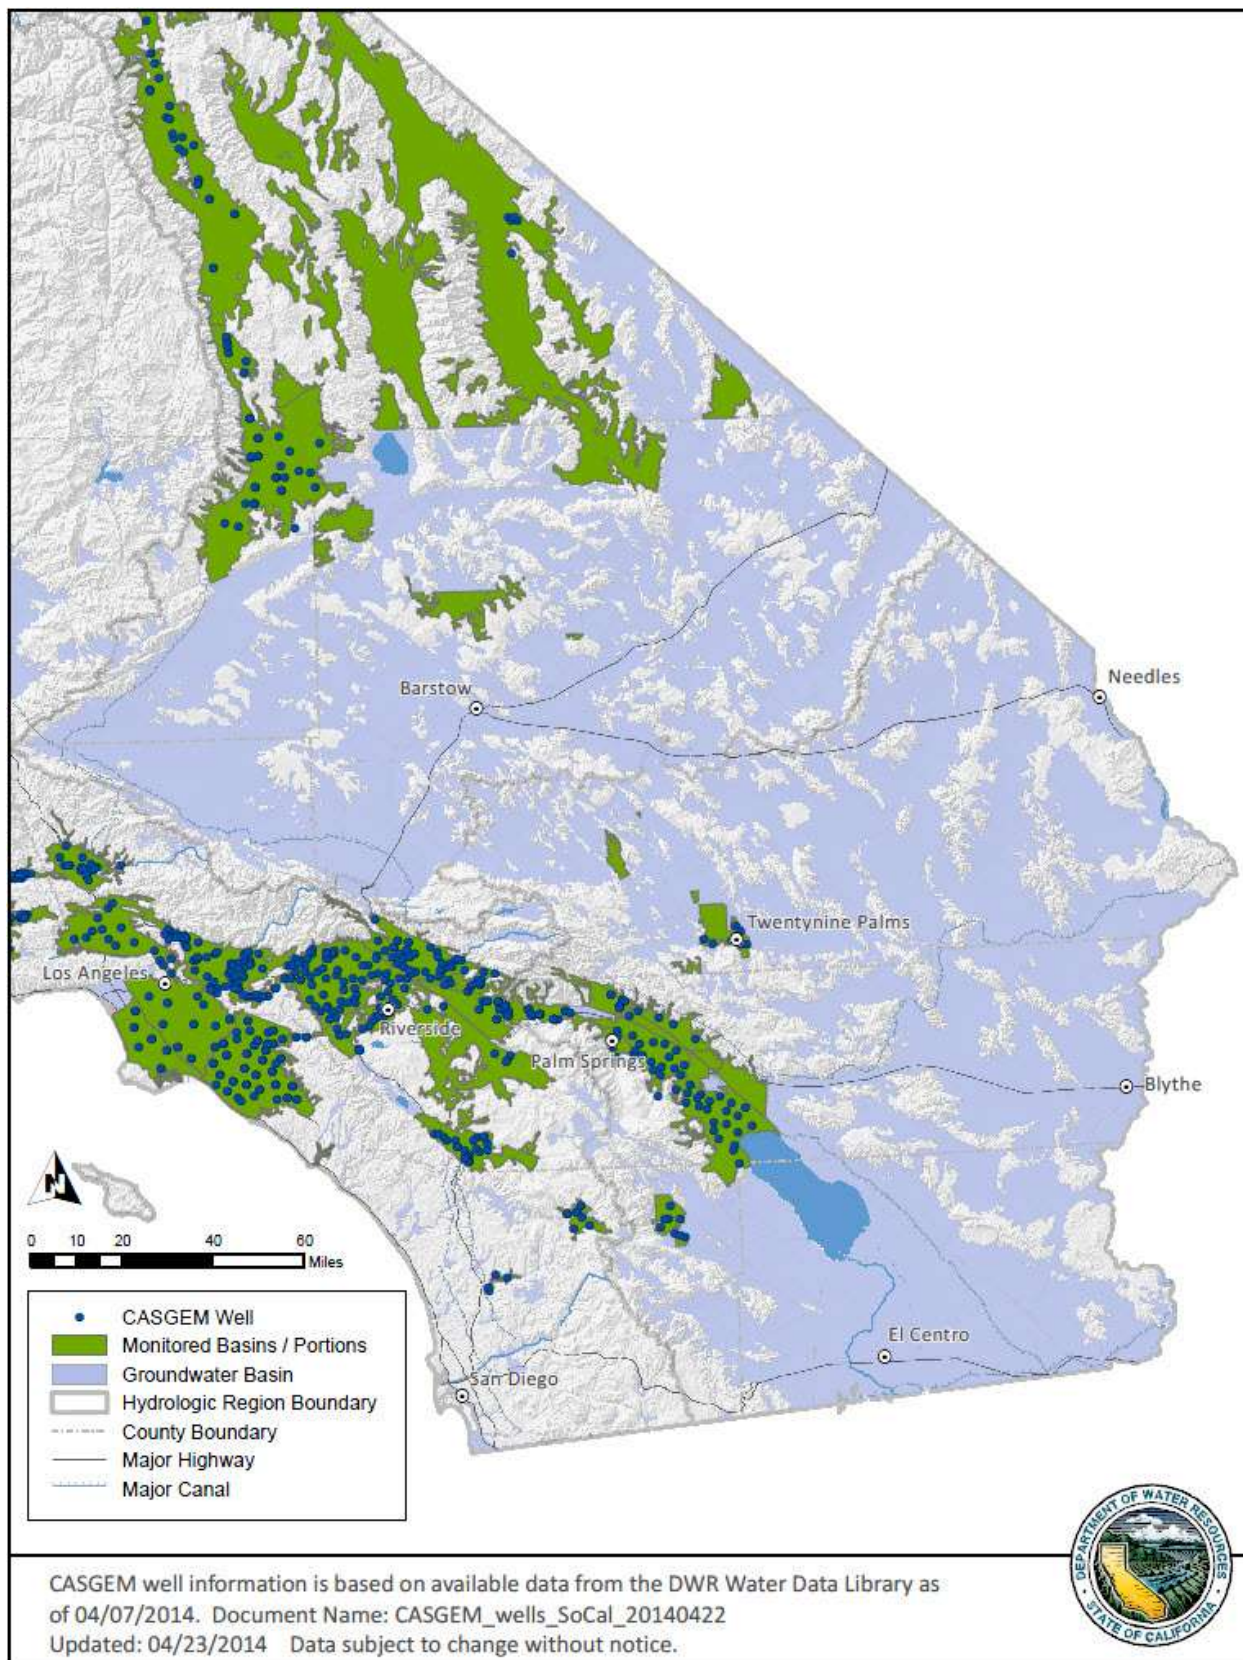 Needles
Barstow
Twentynine Palms
Los Angeles
Riverside
Palm Springs
Blythe
N
0 10 20 40 60
Miles
CASGEM Well
Monitored Basins / Portions
Groundwater Basin
Hydrologic Region Boundary
County Boundary
Major Highway
Major Canal
El Centro
San Diego
DEPARTMENT OF WATER RESOURCES
STATE OF CALIFORNIA
CASGEM well information is based on available data from the DWR Water Data Library as
of 04/07/2014. Document Name: CASGEM_wells_SoCal_20140422
Updated: 04/23/2014 Data subject to change without notice.